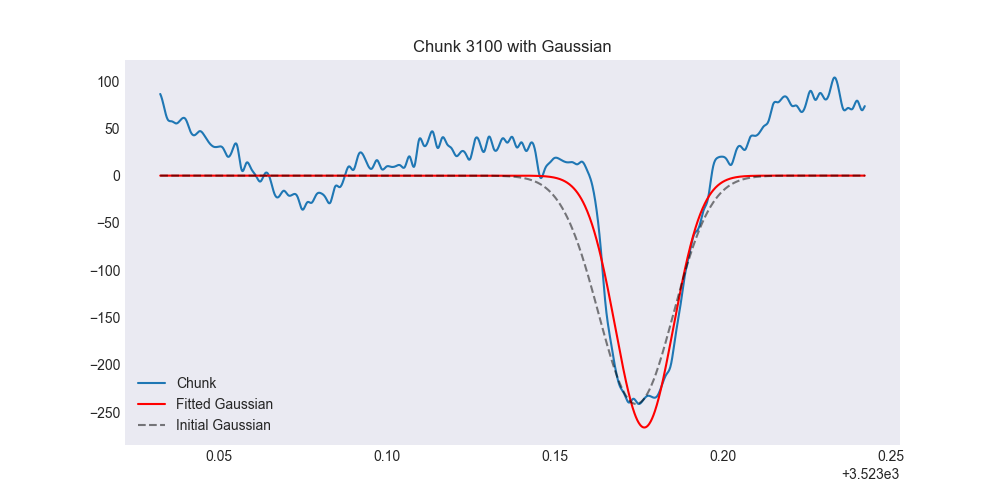 Chunk 3100 with Gaussian
100
50
0
−50
−100
−150
−200
−250
Chunk
Fitted Gaussian
Initial Gaussian
0.05 0.10 0.15 0.20 0.25
+3.523e3